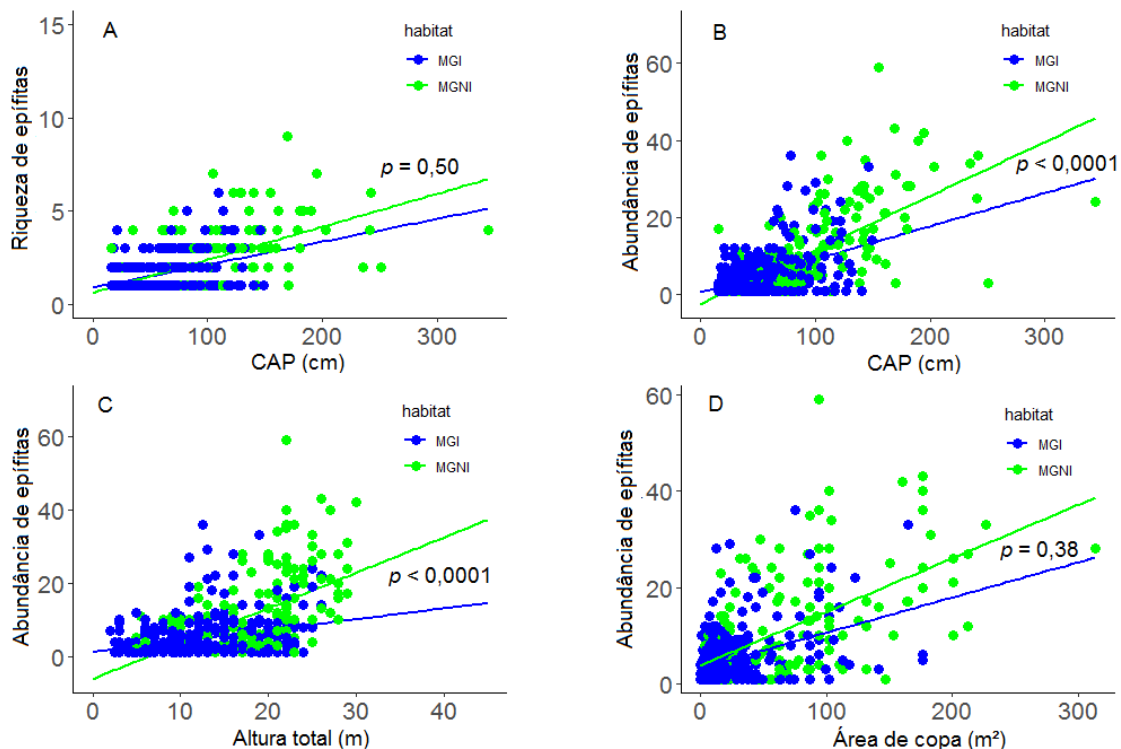 A
habitat
MGI
MGNI
p = 0,50
Riqueza de epífitas
15
10
5
0
0 100 200 300
CAP (cm)
B
habitat
MGI
MGNI
p < 0,0001
Abundância de epífitas
60
40
20
0
0 100 200 300
CAP (cm)
C
habitat
MGI
MGNI
p < 0,0001
Abundância de epífitas
60
40
20
0
0 10 20 30 40
Altura total (m)
D
habitat
MGI
MGNI
p = 0,38
Abundância de epífitas
60
40
20
0
0 100 200 300
Área de copa (m²)